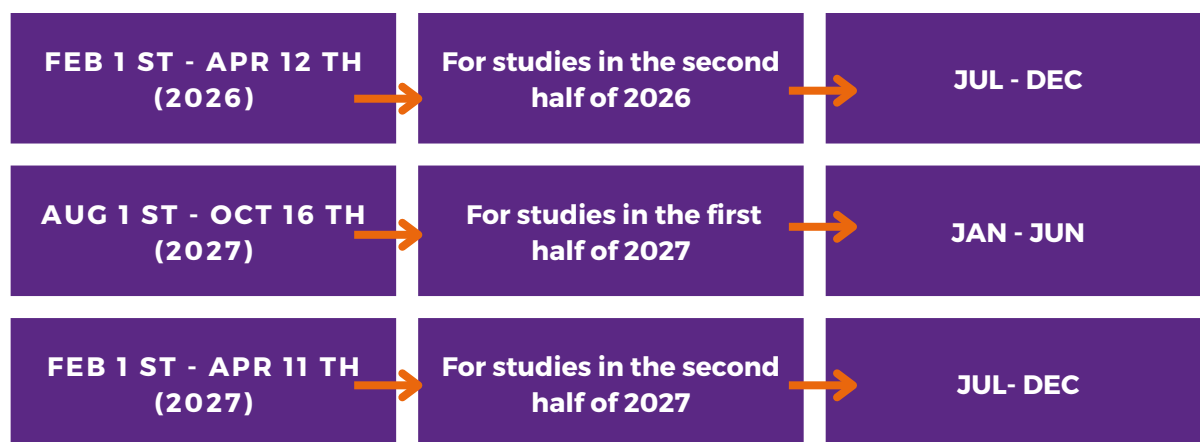 FEB 1 ST - APR 12 TH
(2026)
For studies in the second
half of 2026
JUL - DEC
AUG 1 ST - OCT 16 TH
(2027)
For studies in the first
half of 2027
JAN - JUN
FEB 1 ST - APR 11 TH
(2027)
For studies in the second
half of 2027
JUL- DEC